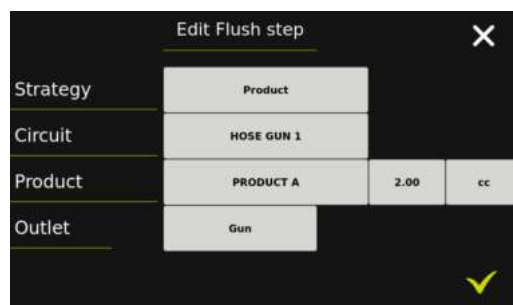 Edit Flush step
Strategy Product
Circuit HOSE GUN 1
Product PRODUCT A 2.00 cc
Outlet Gun